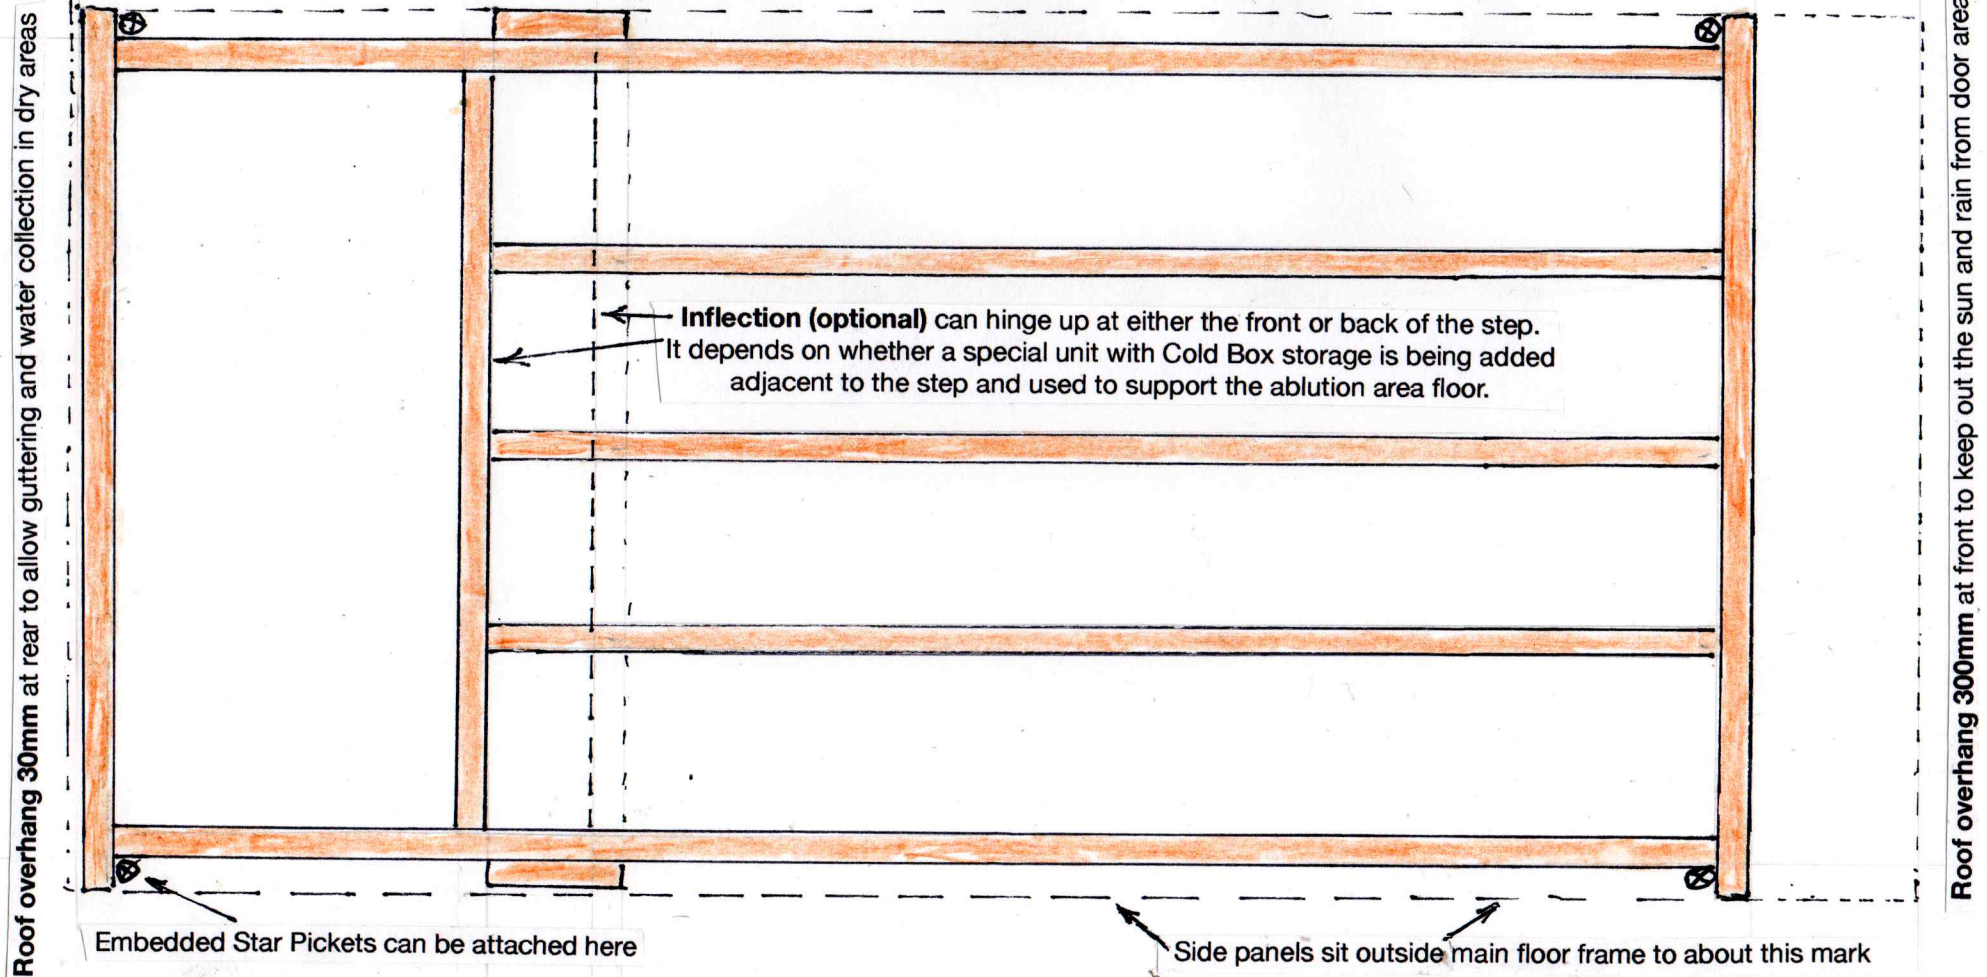 Roof overhang 30mm at rear to allow guttering and water collection in dry areas
Inflection (optional) can hinge up at either the front or back of the step.
It depends on whether a special unit with Cold Box storage is being added
adjacent to the step and used to support the ablution area floor.
Roof overhang 300mm at front to keep out the sun and rain from door area
Embedded Star Pickets can be attached here
Side panels sit outside main floor frame to about this mark